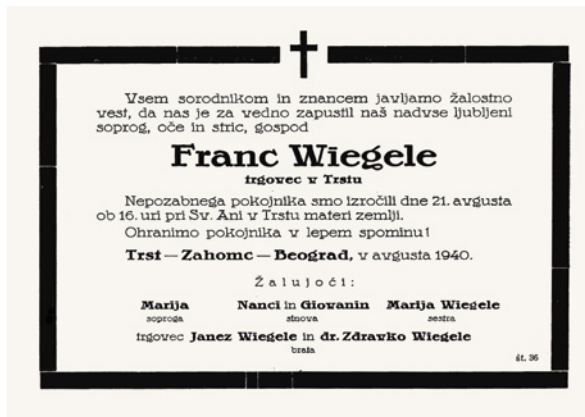 Vsem sorodnikom in znancem javljamo žalostno
vest, da nas je za vedno zapustil naš nadvse ljubljeni
soprog, oče in stric, gospod
Franc Wiegele
trgovec v Trstu
Nepozabnega pokojnika smo izročili dne 21. avgusta
ob 16. uri pri Sv. Ani v Trstu materi zemlji.
Ohranimo pokojnika v lepem spominu!
Trst — Zahomc — Beograd, v avgusta 1940.
Žalujoči:
Marija Nanci in Giovanin Marija Wiegele
soproga sinova sestra
trgovec Janez Wiegele in dr. Zdravko Wiegele
brata
št. 36